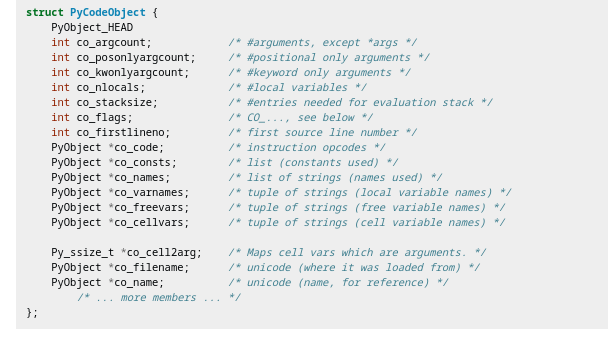 struct PyCodeObject {
    PyObject_HEAD
    int co_argcount;            /* #arguments, except *args */
    int co_posonlyargcount;     /* #positional only arguments */
    int co_kwonlyargcount;      /* #keyword only arguments */
    int co_nlocals;             /* #local variables */
    int co_stacksize;           /* #entries needed for evaluation stack */
    int co_flags;               /* CO_..., see below */
    int co_firstlineno;         /* first source line number */
    PyObject *co_code;          /* instruction opcodes */
    PyObject *co_consts;        /* list (constants used) */
    PyObject *co_names;         /* list of strings (names used) */
    PyObject *co_varnames;      /* tuple of strings (local variable names) */
    PyObject *co_freevars;      /* tuple of strings (free variable names) */
    PyObject *co_cellvars;      /* tuple of strings (cell variable names) */

    Py_ssize_t *co_cell2arg;    /* Maps cell vars which are arguments. */
    PyObject *co_filename;      /* unicode (where it was loaded from) */
    PyObject *co_name;          /* unicode (name, for reference) */
        /* ... more members ... */
};